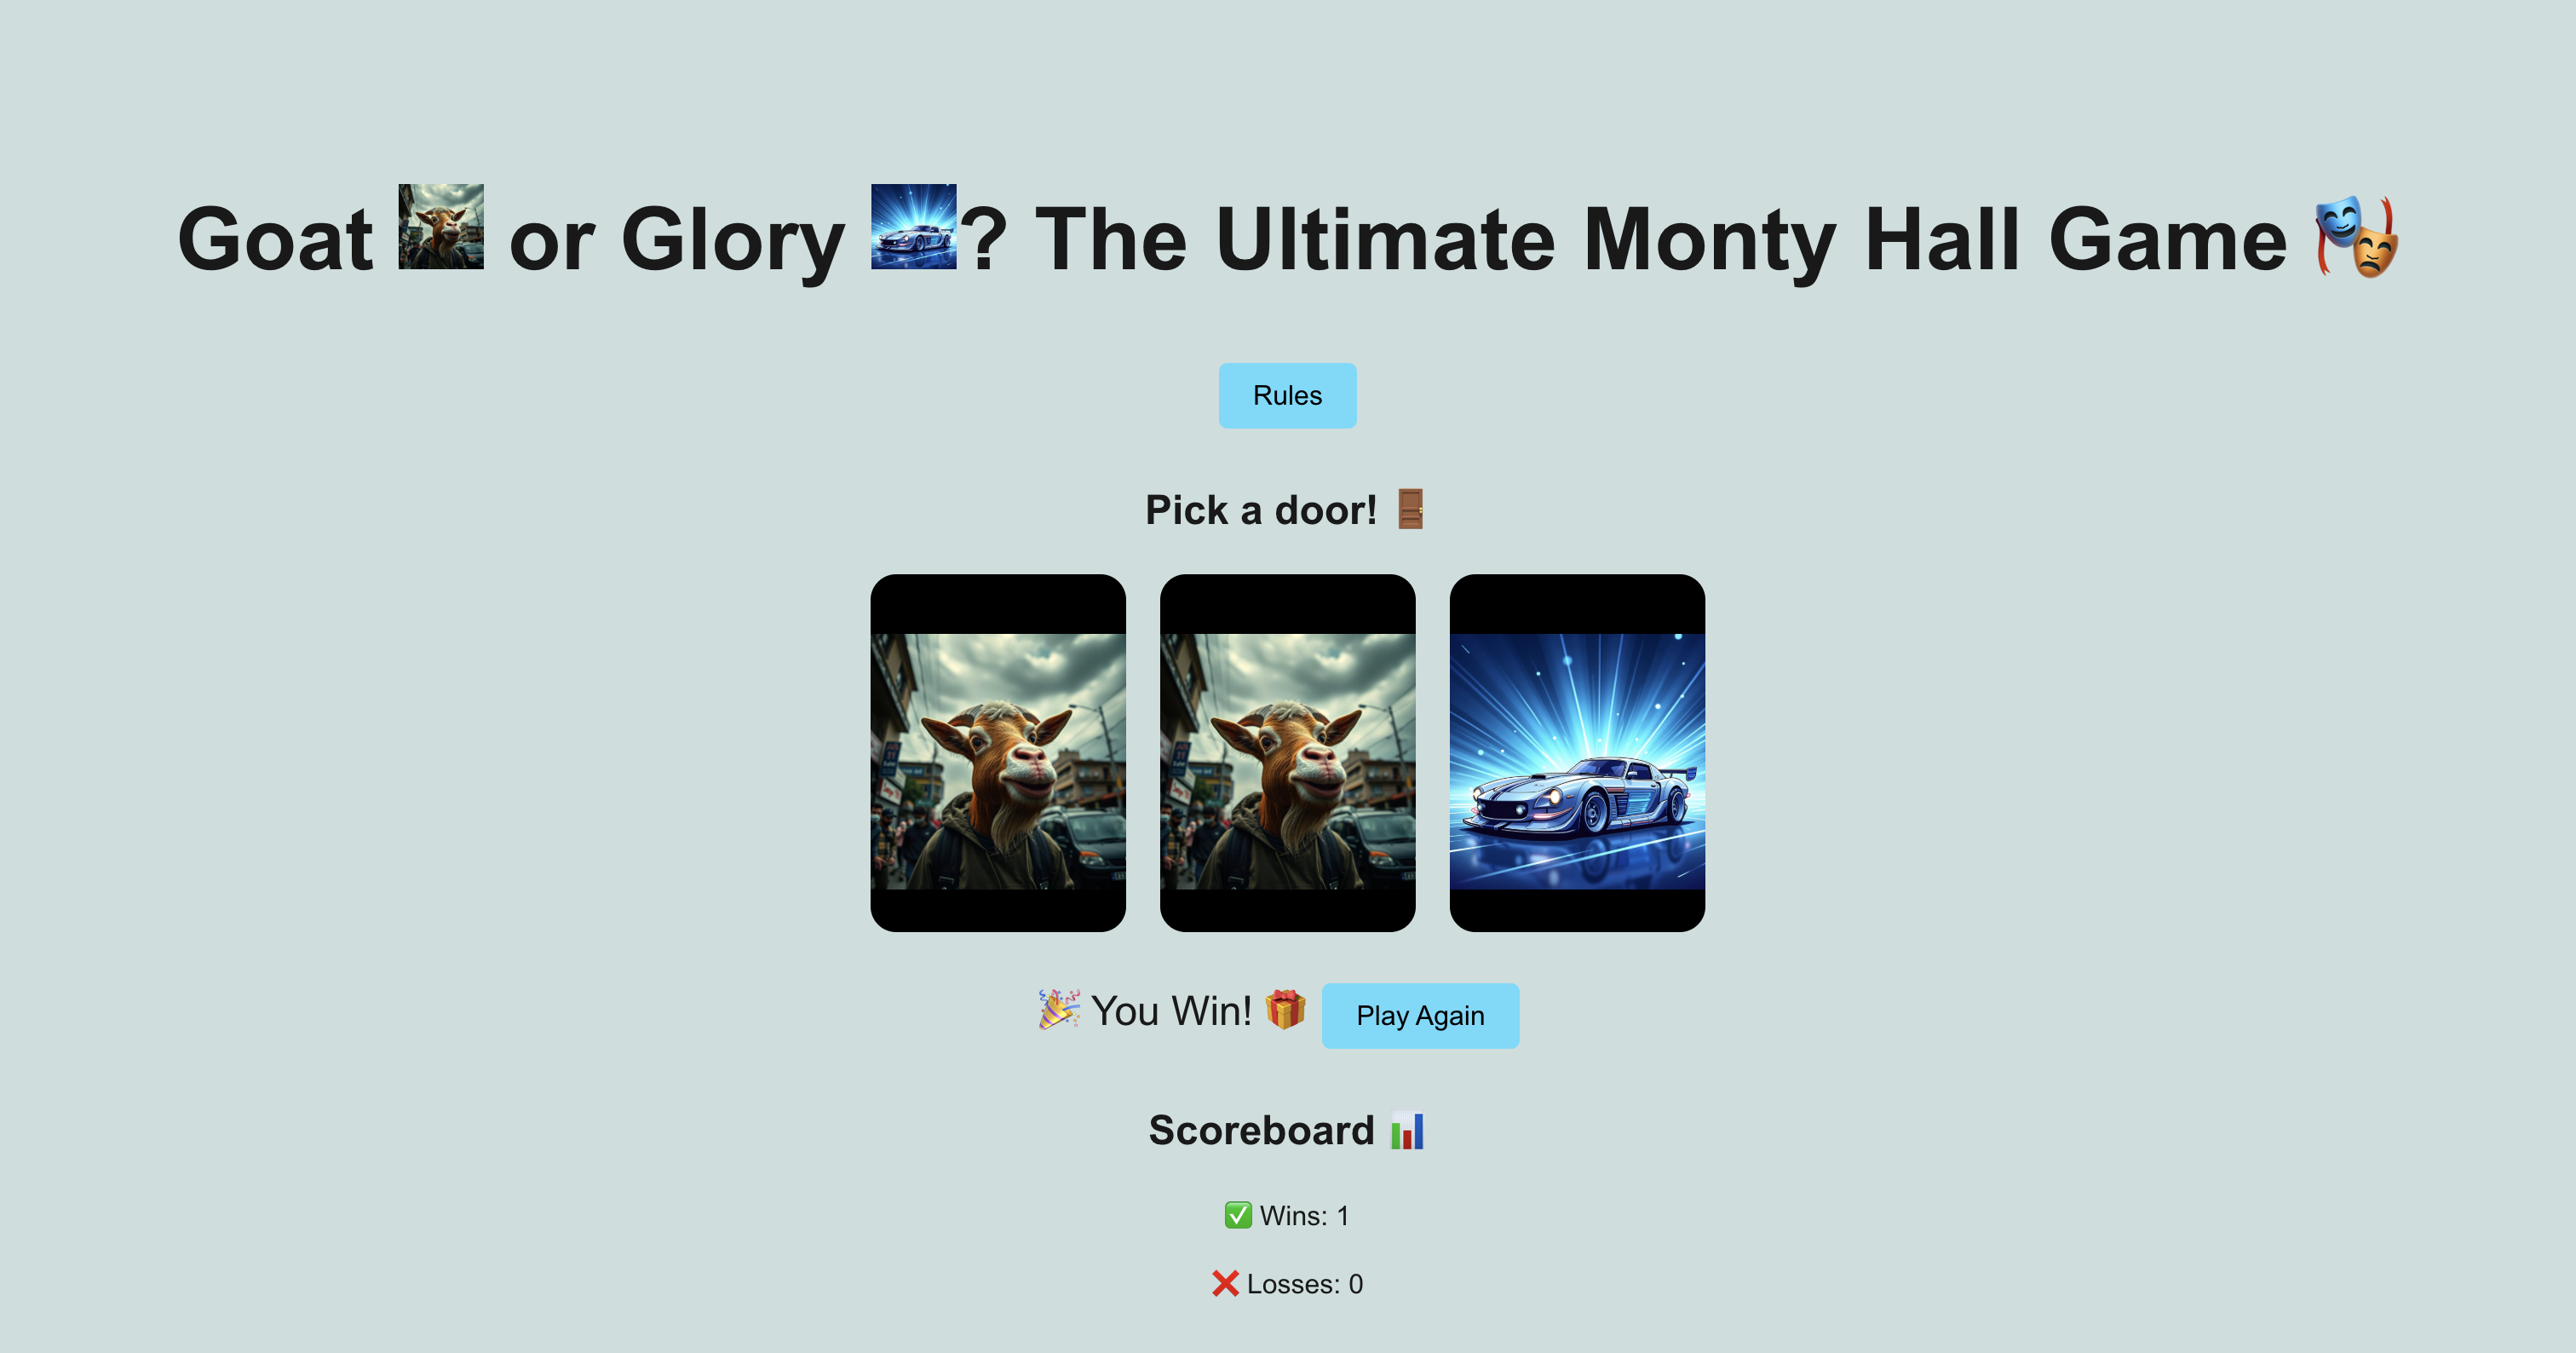 Goat or Glory ? The Ultimate Monty Hall Game
Rules
Pick a door!
You Win!
Play Again
Scoreboard
Wins: 1
Losses: 0